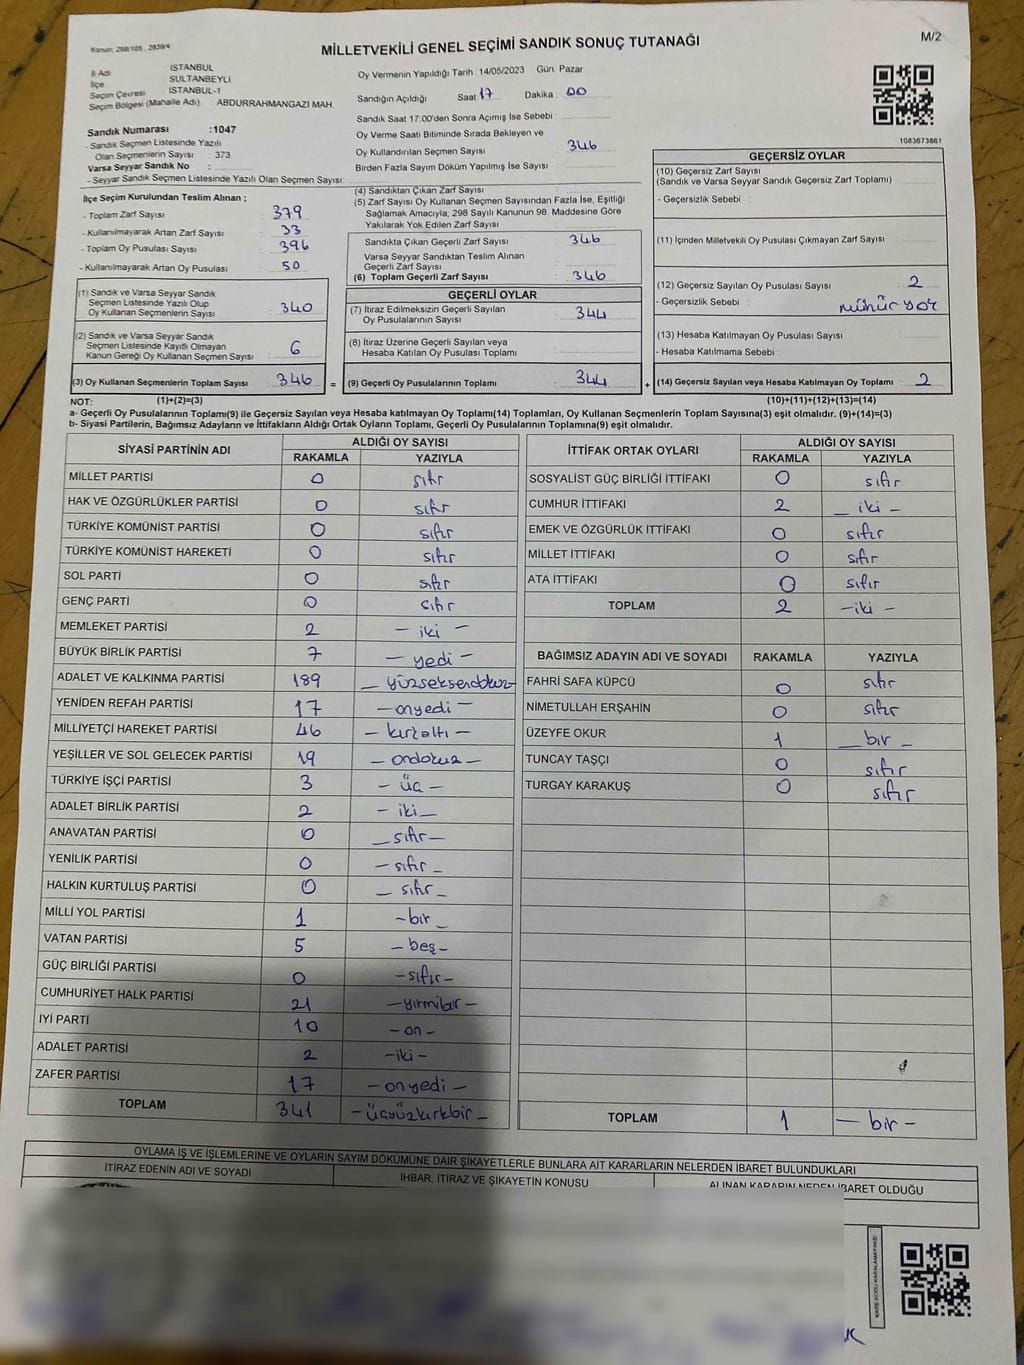 Kanun: 298/105, 2839/4
MİLLETVEKİLİ GENEL SEÇİMİ SANDIK SONUÇ TUTANAĞI
M/2
İl Adı : İSTANBUL
İlçe : SULTANBEYLİ
Seçim Çevresi : İSTANBUL-1
Seçim Bölgesi (Mahalle Adı) : ABDURRAHMANGAZİ MAH.
Sandık Numarası :1047
- Sandık Seçmen Listesinde Yazılı
Olan Seçmenlerin Sayısı : 373
Varsa Seyyar Sandık No :
- Seyyar Sandık Seçmen Listesinde Yazılı Olan Seçmen Sayısı:
Oy Vermenin Yapıldığı Tarih : 14/05/2023 Gün: Pazar
Sandığın Açıldığı Saat 17 Dakika : 00
Sandık Saat 17:00'den Sonra Açımış İse Sebebi :
Oy Verme Saati Bitiminde Sırada Bekleyen ve
Oy Kullandırılan Seçmen Sayısı : 346
Birden Fazla Sayım Döküm Yapılmış İse Sayısı :
1083673861
İlçe Seçim Kurulundan Teslim Alınan ;
- Toplam Zarf Sayısı : 379
- Kullanılmayarak Artan Zarf Sayısı : 33
- Toplam Oy Pusulası Sayısı : 396
- Kullanılmayarak Artan Oy Pusulası : 50
(4) Sandıktan Çıkan Zarf Sayısı :
(5) Zarf Sayısı Oy Kullanan Seçmen Sayısından Fazla İse, Eşitliği
Sağlamak Amacıyla; 298 Sayılı Kanunun 98. Maddesine Göre
Yakılarak Yok Edilen Zarf Sayısı :
Sandıkta Çıkan Geçerli Zarf Sayısı : 346
Varsa Seyyar Sandıktan Teslim Alınan
Geçerli Zarf Sayısı :
(6) Toplam Geçerli Zarf Sayısı : 346
GEÇERSİZ OYLAR
(10) Geçersiz Zarf Sayısı
(Sandık ve Varsa Seyyar Sandık Geçersiz Zarf Toplamı) :
- Geçersizlik Sebebi :
(11) İçinden Milletvekili Oy Pusulası Çıkmayan Zarf Sayısı :
(12) Geçersiz Sayılan Oy Pusulası Sayısı : 2
- Geçersizlik Sebebi : mühür yok
(13) Hesaba Katılmayan Oy Pusulası Sayısı :
- Hesaba Katılmama Sebebi :
(14) Geçersiz Sayılan veya Hesaba Katılmayan Oy Toplamı : 2
(1) Sandık ve Varsa Seyyar Sandık
Seçmen Listesinde Yazılı Olup
Oy Kullanan Seçmenlerin Sayısı : 340
(2) Sandık ve Varsa Seyyar Sandık
Seçmen Listesinde Kayıtlı Olmayan
Kanun Gereği Oy Kullanan Seçmen Sayısı : 6
(3) Oy Kullanan Seçmenlerin Toplam Sayısı : 346 =
GEÇERLİ OYLAR
(7) İtiraz Edilmeksizin Geçerli Sayılan
Oy Pusulalarının Sayısı : 344
(8) İtiraz Üzerine Geçerli Sayılan veya
Hesaba Katılan Oy Pusulası Toplamı :
(9) Geçerli Oy Pusulalarının Toplamı : 344 +
NOT: (1)+(2)=(3) (10)+(11)+(12)+(13)=(14)
a- Geçerli Oy Pusulalarının Toplamı(9) ile Geçersiz Sayılan veya Hesaba katılmayan Oy Toplamı(14) Toplamları, Oy Kullanan Seçmenlerin Toplam Sayısına(3) eşit olmalıdır. (9)+(14)=(3)
b- Siyasi Partilerin, Bağımsız Adayların ve İttifakların Aldığı Ortak Oyların Toplamı, Geçerli Oy Pusulalarının Toplamına(9) eşit olmalıdır.
SİYASİ PARTİNİN ADI ALDIĞI OY SAYISI
RAKAMLA YAZIYLA
MİLLET PARTİSİ 0 sıfır
HAK VE ÖZGÜRLÜKLER PARTİSİ 0 sıfır
TÜRKİYE KOMÜNİST PARTİSİ 0 sıfır
TÜRKİYE KOMÜNİST HAREKETİ 0 sıfır
SOL PARTİ 0 sıfır
GENÇ PARTİ 0 sıfır
MEMLEKET PARTİSİ 2 - iki -
BÜYÜK BİRLİK PARTİSİ 7 - yedi -
ADALET VE KALKINMA PARTİSİ 189 - yüzseksendokuz
YENİDEN REFAH PARTİSİ 17 - onyedi -
MİLLİYETÇİ HAREKET PARTİSİ 46 - kırkaltı -
YEŞİLLER VE SOL GELECEK PARTİSİ 19 - ondokuz -
TÜRKİYE İŞÇİ PARTİSİ 3 - üç -
ADALET BİRLİK PARTİSİ 2 - iki -
ANAVATAN PARTİSİ 0 - sıfır -
YENİLİK PARTİSİ 0 - sıfır -
HALKIN KURTULUŞ PARTİSİ 0 - sıfır -
MİLLİ YOL PARTİSİ 1 - bir -
VATAN PARTİSİ 5 - beş -
GÜÇ BİRLİĞİ PARTİSİ 0 - sıfır -
CUMHURİYET HALK PARTİSİ 21 - yirmibir -
İYİ PARTİ 10 - on -
ADALET PARTİSİ 2 - iki -
ZAFER PARTİSİ 17 - onyedi -
TOPLAM 341 - üçyüzkırkbir -
İTTİFAK ORTAK OYLARI ALDIĞI OY SAYISI
RAKAMLA YAZIYLA
SOSYALİST GÜÇ BİRLİĞİ İTTİFAKI 0 sıfır
CUMHUR İTTİFAKI 2 - iki -
EMEK VE ÖZGÜRLÜK İTTİFAKI 0 sıfır
MİLLET İTTİFAKI 0 sıfır
ATA İTTİFAKI 0 sıfır
TOPLAM 2 - iki -
BAĞIMSIZ ADAYIN ADI VE SOYADI RAKAMLA YAZIYLA
FAHRİ SAFA KÜPCÜ 0 sıfır
NİMETULLAH ERŞAHİN 0 sıfır
ÜZEYFE OKUR 1 - bir -
TUNCAY TAŞÇI 0 sıfır
TURGAY KARAKUŞ 0 sıfır
TOPLAM 1 - bir -
OYLAMA İŞ VE İŞLEMLERİNE VE OYLARIN SAYIM DÖKÜMÜNE DAİR ŞİKAYETLERLE BUNLARA AİT KARARLARIN NELERDEN İBARET BULUNDUKLARI
İTİRAZ EDENİN ADI VE SOYADI İHBAR, İTİRAZ VE ŞİKAYETİN KONUSU ALINAN KARARIN NEDEN İBARET OLDUĞU
KARE KODU KARALAMAYINIZ!